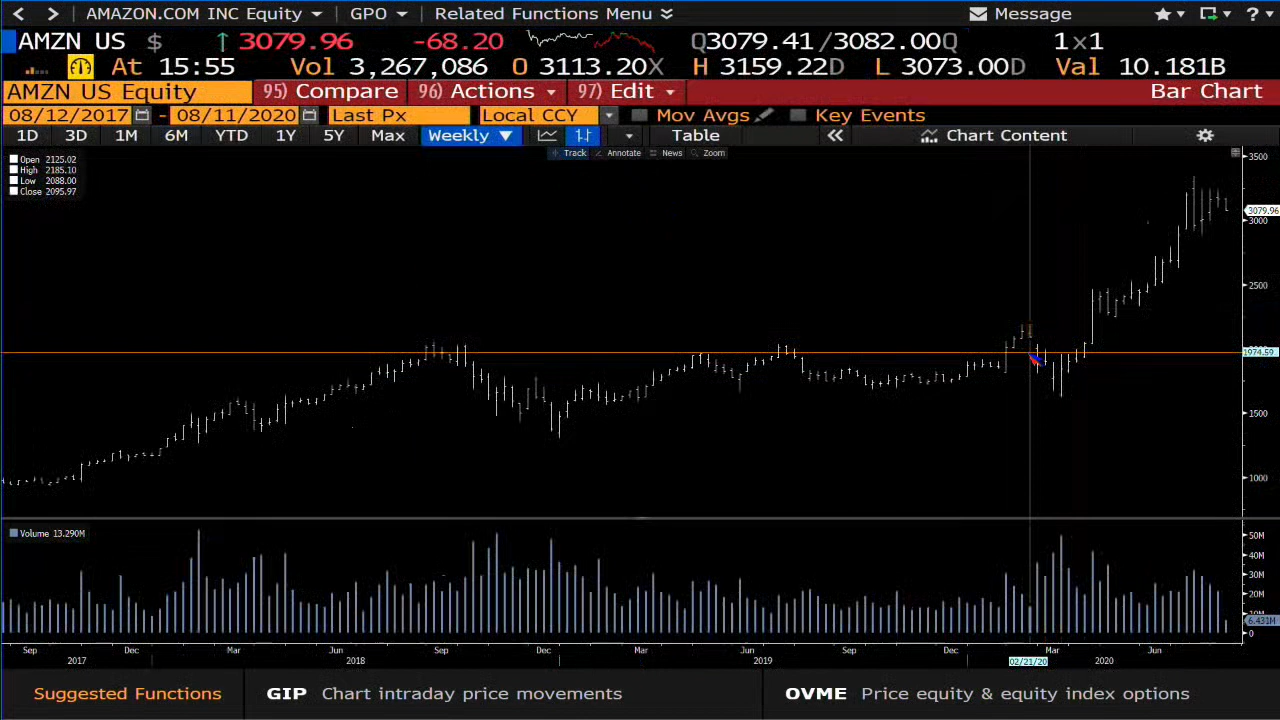 AMAZON.COM INC Equity GPO Related Functions Menu Message ?
AMZN US $ ↑ 3079.96 -68.20 Q3079.41/3082.00Q 1x1
At 15:55 Vol 3,267,086 O 3113.20X H 3159.22D L 3073.00D Val 10.181B
AMZN US Equity 95) Compare 96) Actions 97) Edit Bar Chart
08/12/2017 - 08/11/2020 Last Px Local CCY Mov Avgs Key Events
1D 3D 1M 6M YTD 1Y 5Y Max Weekly ▼ Table « Chart Content
Track Annotate News Zoom
Open 2125.02
High 2185.10
Low 2088.00
Close 2095.97
3500
3079.96
3000
2500
1974.59
1500
1000
Volume 13.290M
50M
40M
30M
20M
10M
6.431M
0
Sep Dec Mar Jun Sep Dec Mar Jun Sep Dec Mar Jun
2017 2018 2019 02/21/20 2020
Suggested Functions GIP Chart intraday price movements OVME Price equity & equity index options